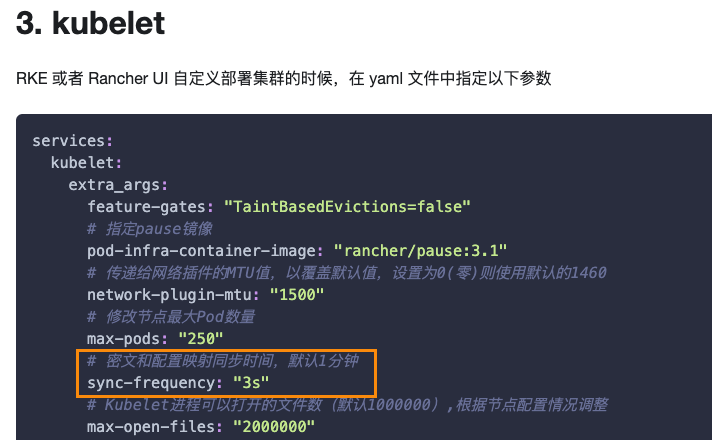 3. kubelet
RKE 或者 Rancher UI 自定义部署集群的时候，在 yaml 文件中指定以下参数
services:
kubelet:
extra_args:
feature-gates: "TaintBasedEvictions=false"
# 指定pause镜像
pod-infra-container-image: "rancher/pause:3.1"
# 传递给网络插件的MTU值，以覆盖默认值，设置为0(零)则使用默认的1460
network-plugin-mtu: "1500"
# 修改节点最大Pod数量
max-pods: "250"
# 密文和配置映射同步时间，默认1分钟
sync-frequency: "3s"
# Kubelet进程可以打开的文件数（默认1000000）,根据节点配置情况调整
max-open-files: "2000000"